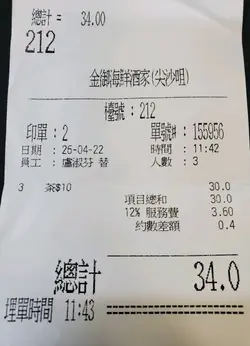 總計 = 34.00
212
金御海鮮酒家(尖沙咀)
檯號 : 212
印單 : 2 單號#: 155956
日期 : 26-04-22 時間 : 11:42
員工 : 盧淑芬 替 人數 : 3
3 茶$10 30.0
項目總和 30.0
12% 服務費 3.60
約數差額 0.4
總計 34.0
埋單時間 11:43 ====================